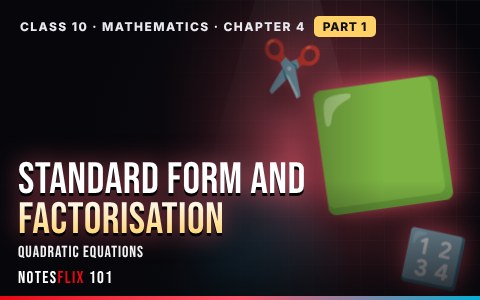 CLASS 10 · MATHEMATICS · CHAPTER 4 PART 1
STANDARD FORM AND
FACTORISATION
QUADRATIC EQUATIONS
NOTESFLIX 101
1 2
3 4